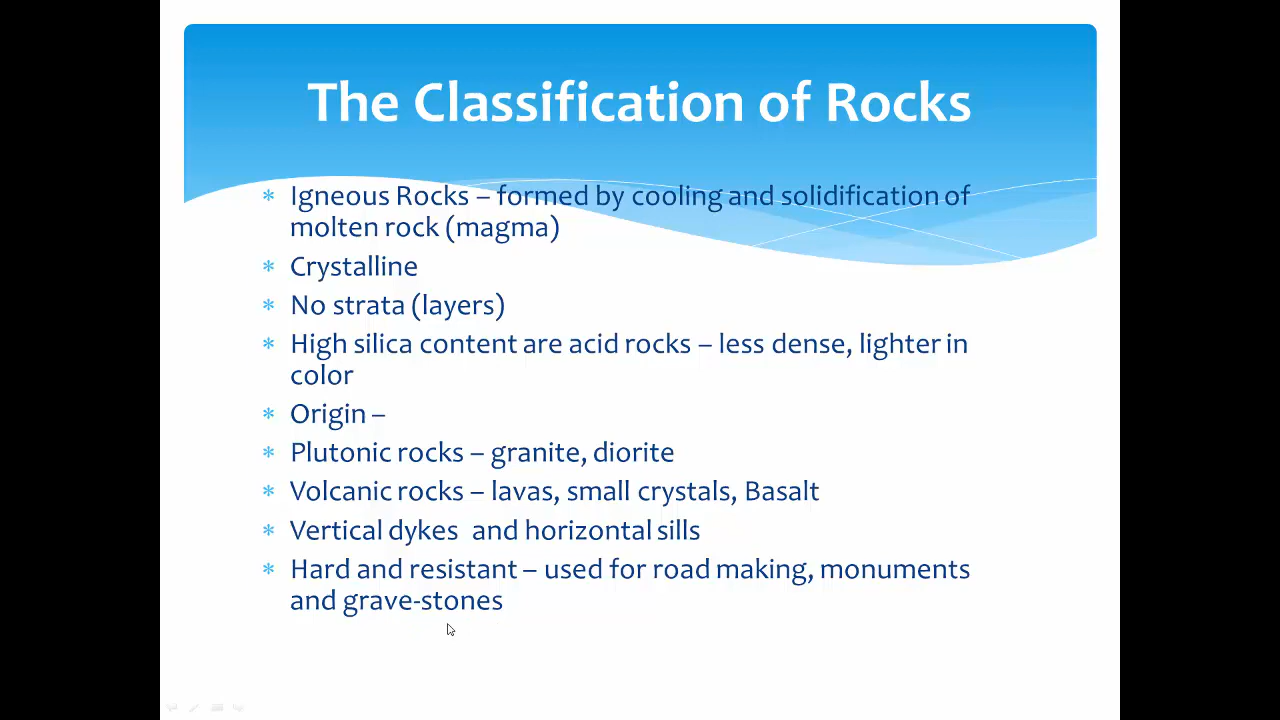 The Classification of Rocks
* Igneous Rocks – formed by cooling and solidification of
molten rock (magma)
* Crystalline
* No strata (layers)
* High silica content are acid rocks – less dense, lighter in
color
* Origin –
* Plutonic rocks – granite, diorite
* Volcanic rocks – lavas, small crystals, Basalt
* Vertical dykes  and horizontal sills
* Hard and resistant – used for road making, monuments
and grave-stones